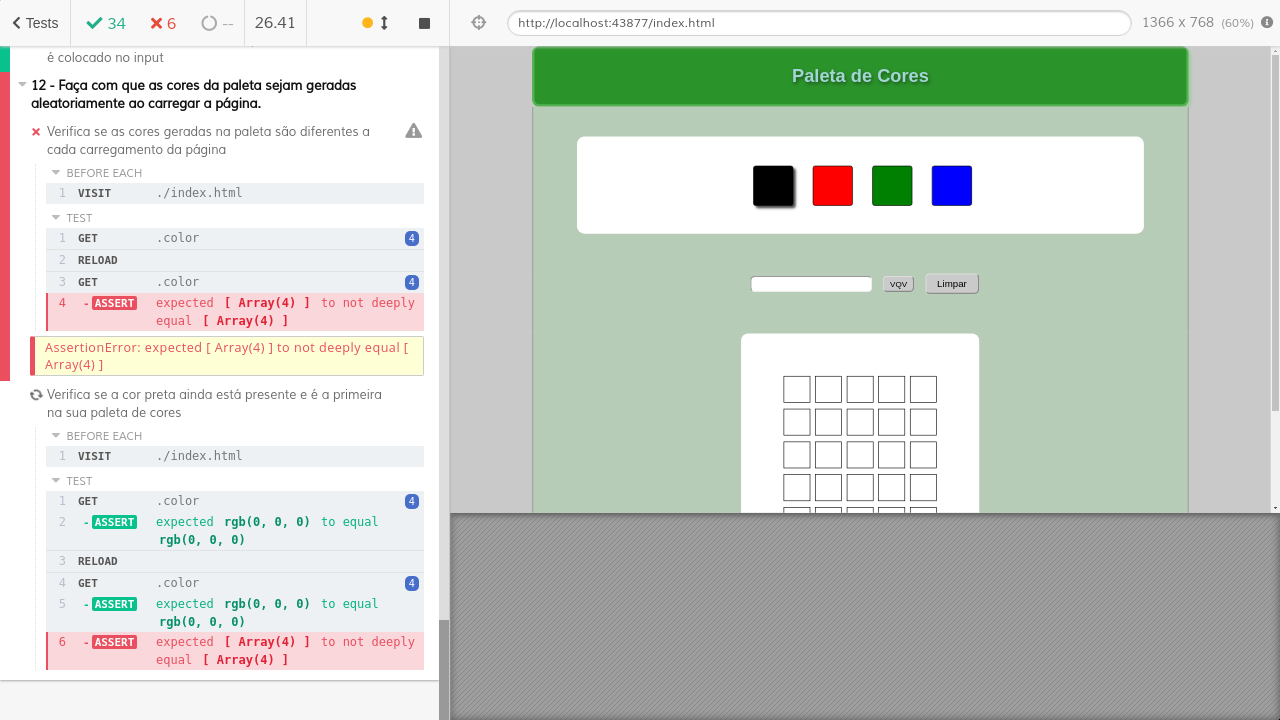 Tests
34
6
--
26.41
http://localhost:43877/index.html
1366 x 768 (60%)
é colocado no input
12 - Faça com que as cores da paleta sejam geradas
aleatoriamente ao carregar a página.
Verifica se as cores geradas na paleta são diferentes a
cada carregamento da página
BEFORE EACH
1 VISIT ./index.html
TEST
1 GET .color 4
2 RELOAD
3 GET .color 4
4 -ASSERT expected [ Array(4) ] to not deeply
equal [ Array(4) ]
AssertionError: expected [ Array(4) ] to not deeply equal [
Array(4) ]
Verifica se a cor preta ainda está presente e é a primeira
na sua paleta de cores
BEFORE EACH
1 VISIT ./index.html
TEST
1 GET .color 4
2 -ASSERT expected rgb(0, 0, 0) to equal
rgb(0, 0, 0)
3 RELOAD
4 GET .color 4
5 -ASSERT expected rgb(0, 0, 0) to equal
rgb(0, 0, 0)
6 -ASSERT expected [ Array(4) ] to not deeply
equal [ Array(4) ]
Paleta de Cores
VQV
Limpar